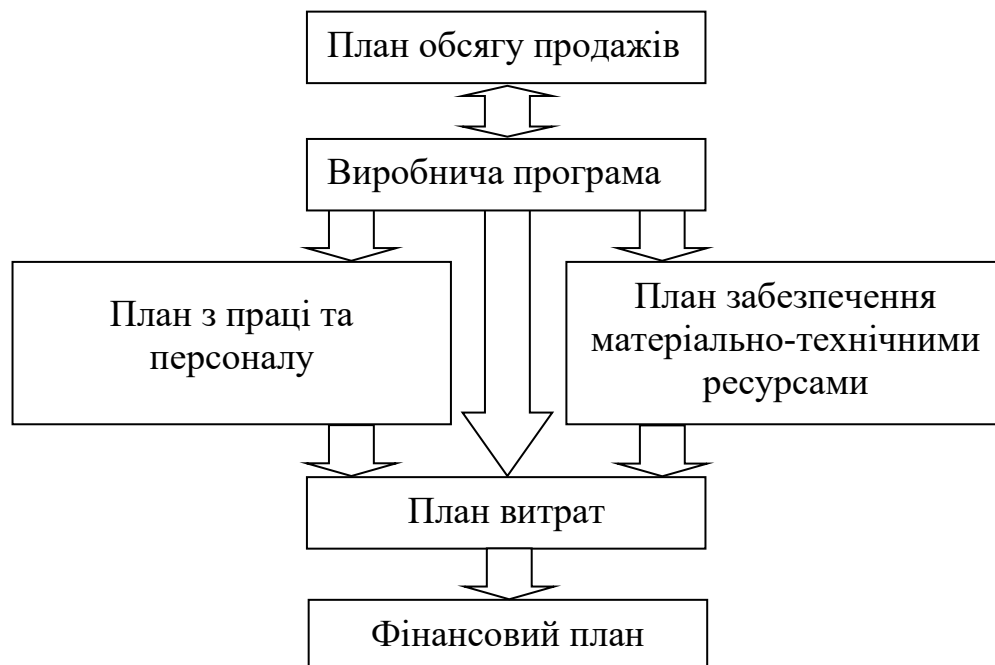 План обсягу продажів
Виробнича програма
План з праці та
персоналу
План забезпечення
матеріально-технічними
ресурсами
План витрат
Фінансовий план